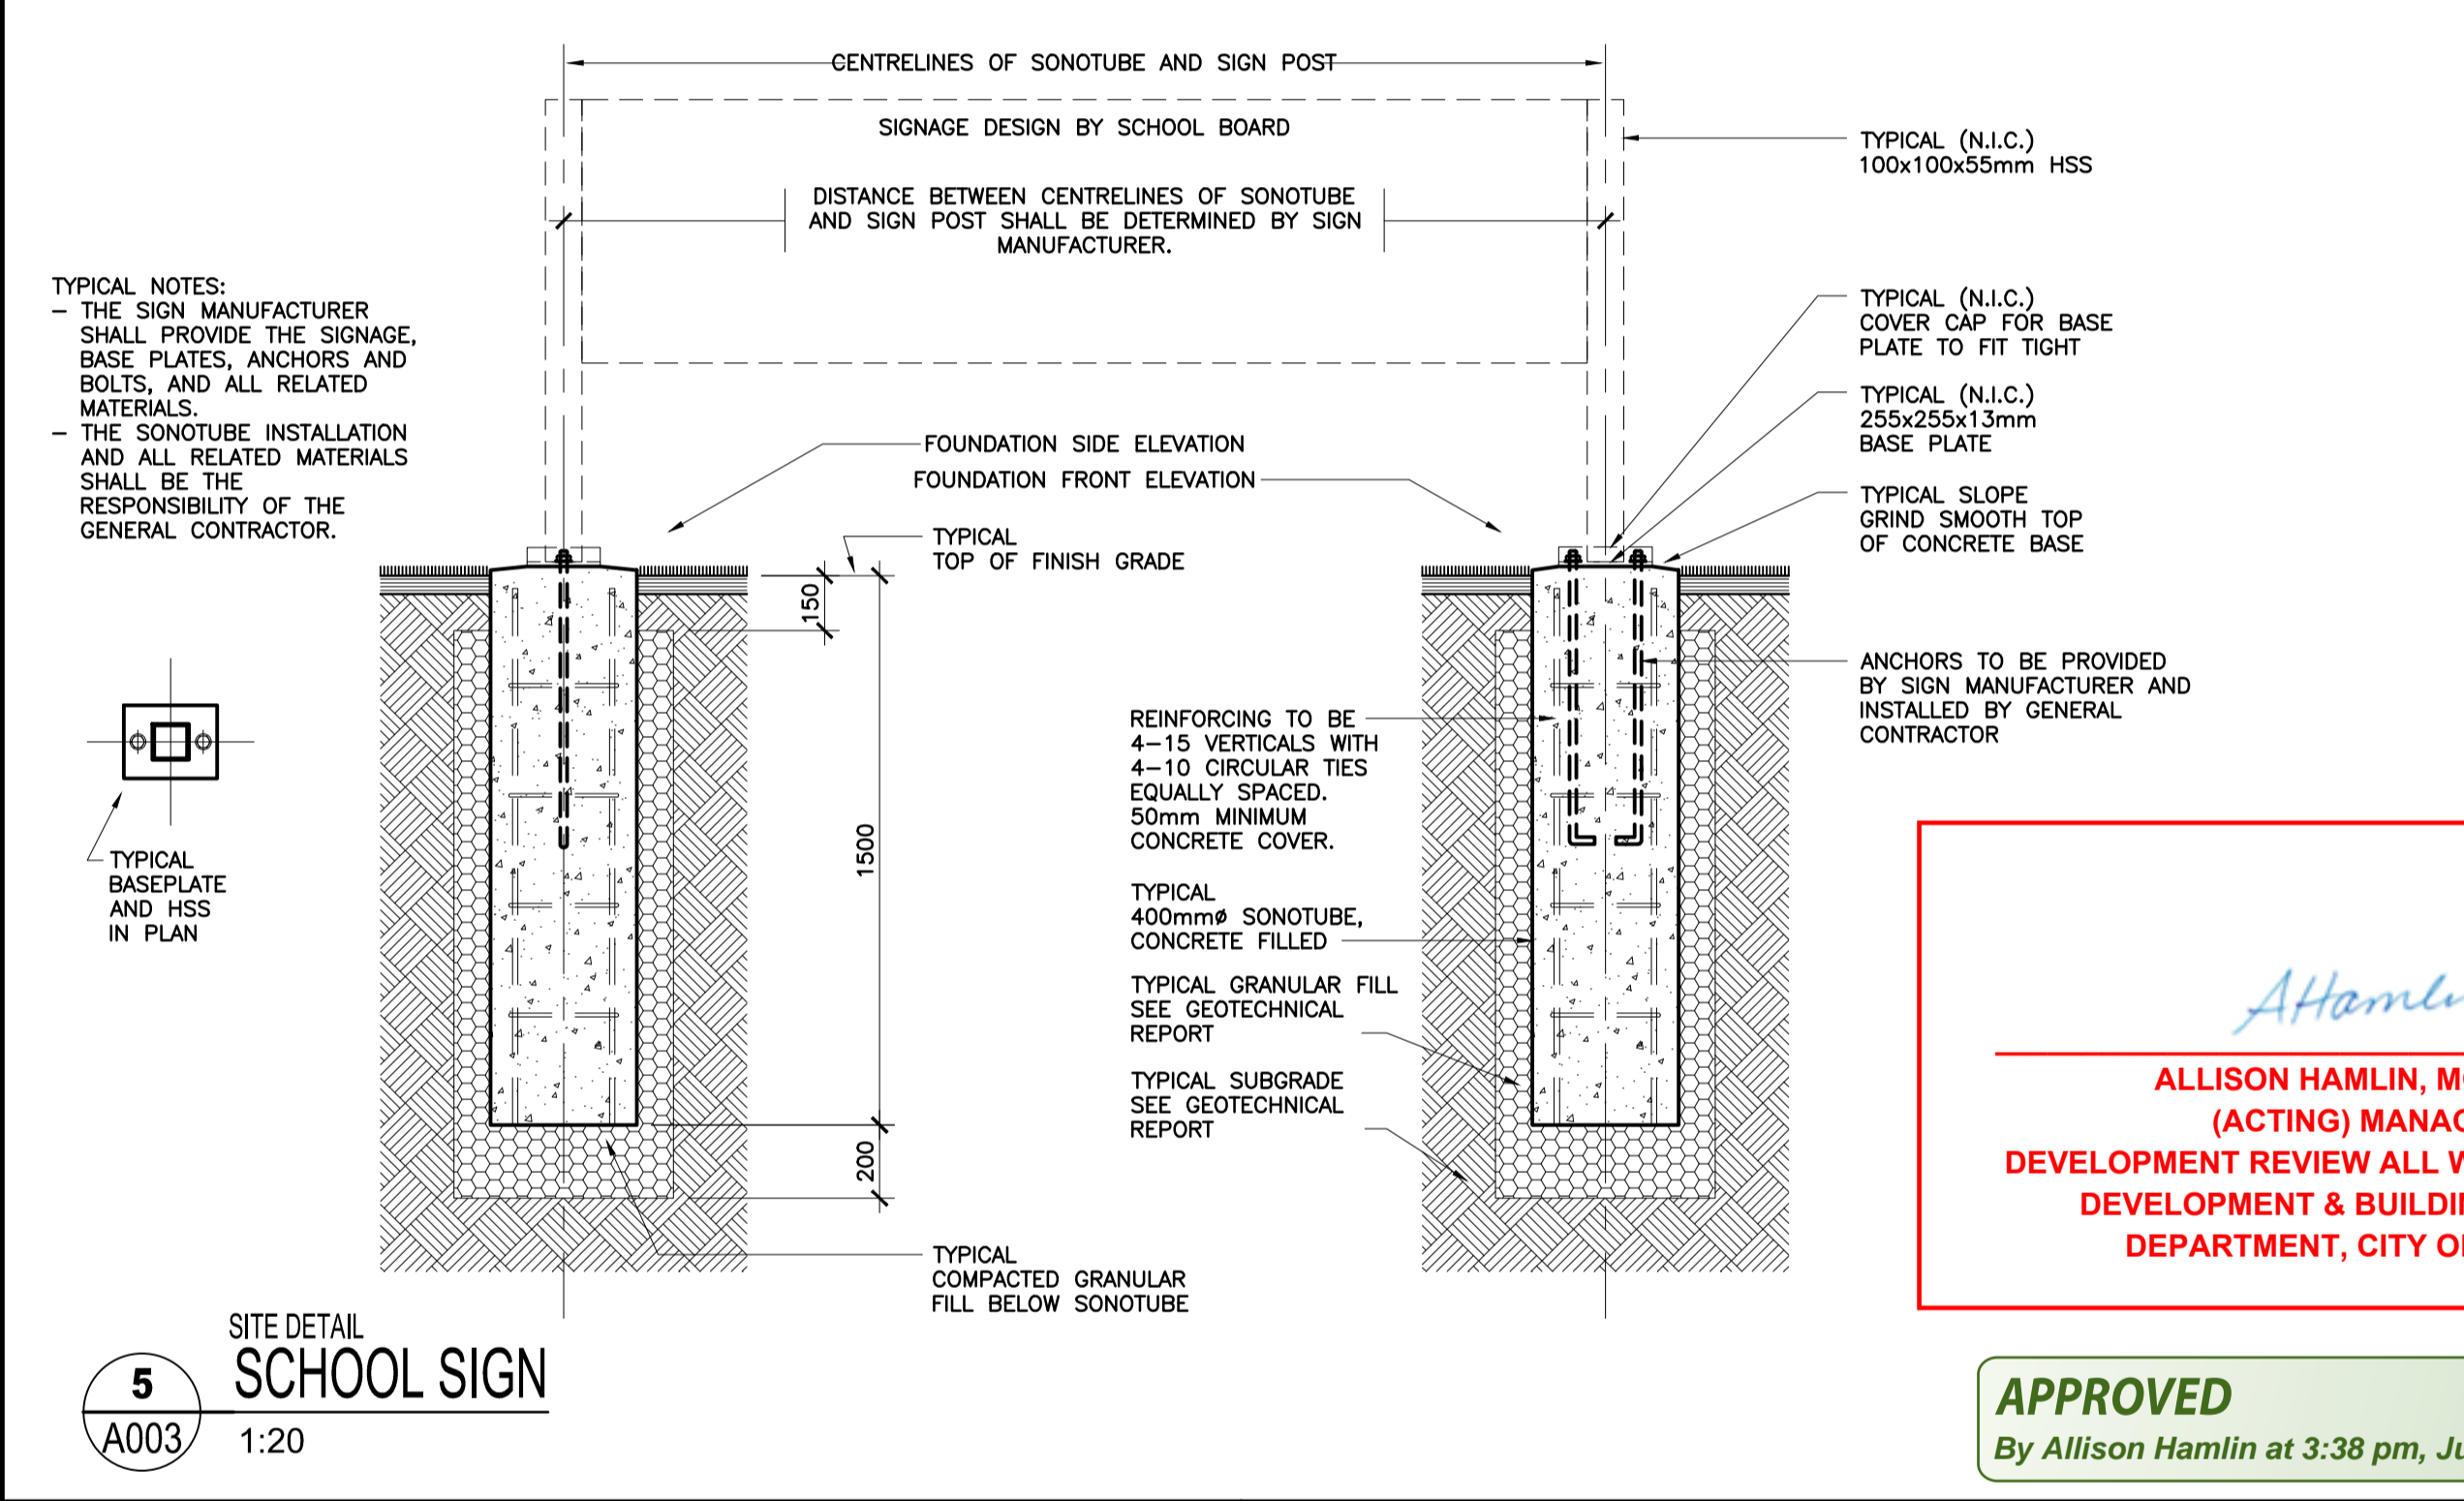 CENTRELINES OF SONOTUBE AND SIGN POST
SIGNAGE DESIGN BY SCHOOL BOARD
DISTANCE BETWEEN CENTRELINES OF SONOTUBE
AND SIGN POST SHALL BE DETERMINED BY SIGN
MANUFACTURER.
TYPICAL (N.I.C.)
100x100x55mm HSS
TYPICAL NOTES:
– THE SIGN MANUFACTURER
SHALL PROVIDE THE SIGNAGE,
BASE PLATES, ANCHORS AND
BOLTS, AND ALL RELATED
MATERIALS.
– THE SONOTUBE INSTALLATION
AND ALL RELATED MATERIALS
SHALL BE THE
RESPONSIBILITY OF THE
GENERAL CONTRACTOR.
TYPICAL (N.I.C.)
COVER CAP FOR BASE
PLATE TO FIT TIGHT
TYPICAL (N.I.C.)
255x255x13mm
BASE PLATE
FOUNDATION SIDE ELEVATION
FOUNDATION FRONT ELEVATION
TYPICAL SLOPE
GRIND SMOOTH TOP
OF CONCRETE BASE
TYPICAL
TOP OF FINISH GRADE
150
1500
200
ANCHORS TO BE PROVIDED
BY SIGN MANUFACTURER AND
INSTALLED BY GENERAL
CONTRACTOR
REINFORCING TO BE
4–15 VERTICALS WITH
4–10 CIRCULAR TIES
EQUALLY SPACED.
50mm MINIMUM
CONCRETE COVER.
TYPICAL
BASEPLATE
AND HSS
IN PLAN
TYPICAL
400mmø SONOTUBE,
CONCRETE FILLED
TYPICAL GRANULAR FILL
SEE GEOTECHNICAL
REPORT
TYPICAL SUBGRADE
SEE GEOTECHNICAL
REPORT
TYPICAL
COMPACTED GRANULAR
FILL BELOW SONOTUBE
AHamli
ALLISON HAMLIN,
(ACTING)
DEVELOPMENT REVIEW ALL
DEVELOPMENT &
DEPARTMENT, CITY
SITE DETAIL
SCHOOL SIGN
5
A003
1:20
APPROVED
By Allison Hamlin at 3:38 pm,